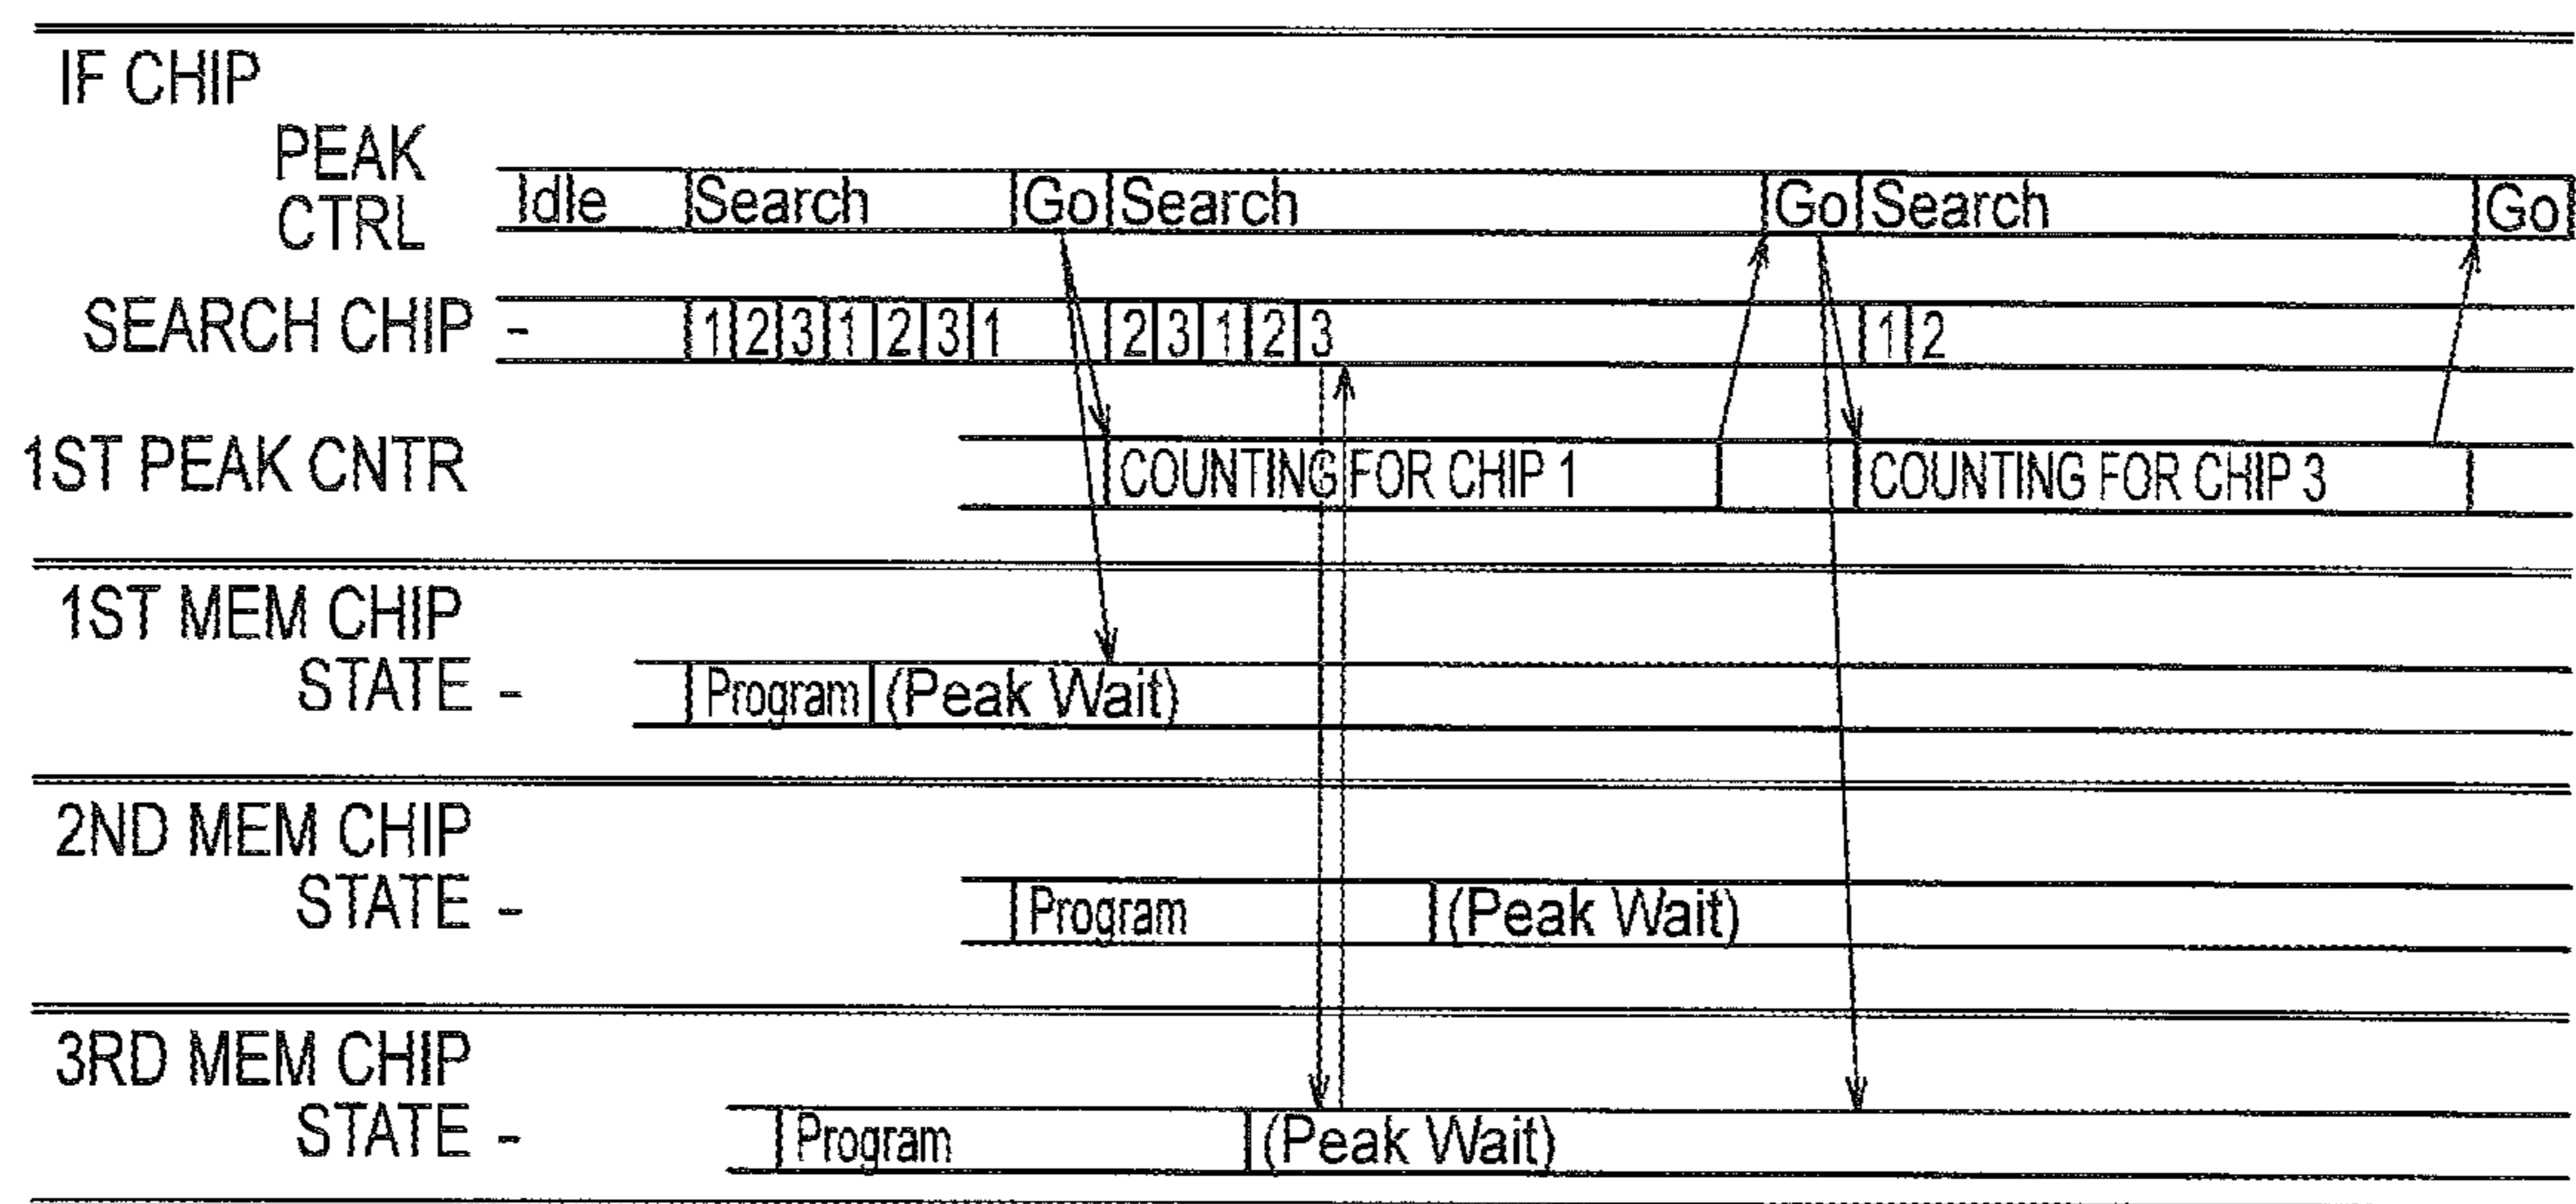 IF CHIP
PEAK
CTRL
Idle Search Go Search Go Search Go
SEARCH CHIP - 1 2 3 1 2 3 1 2 3 1 2 3 1 2
1ST PEAK CNTR COUNTING FOR CHIP 1 COUNTING FOR CHIP 3
1ST MEM CHIP
STATE - Program (Peak Wait)
2ND MEM CHIP
STATE - Program (Peak Wait)
3RD MEM CHIP
STATE - Program (Peak Wait)